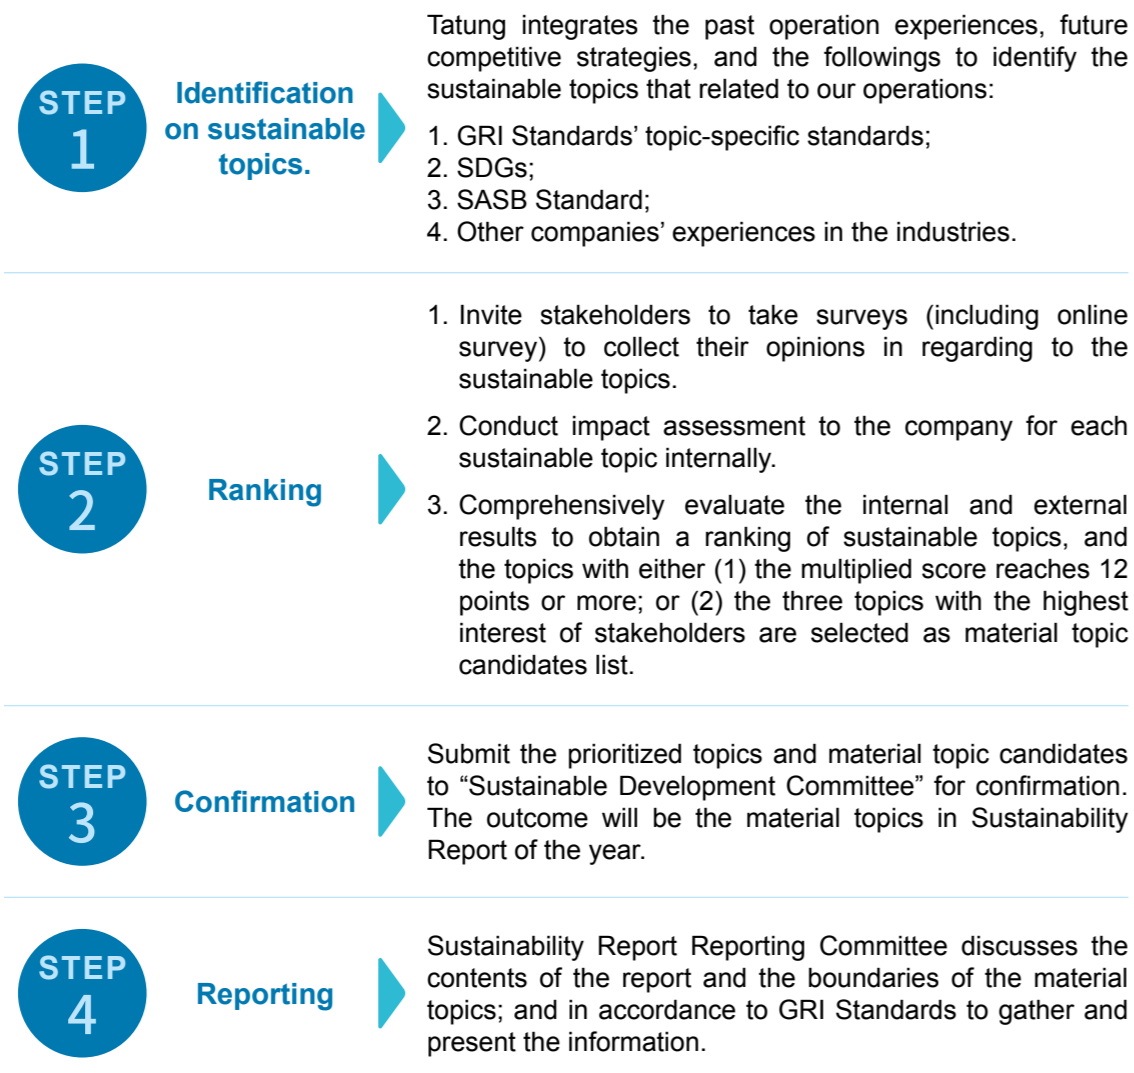 STEP
1
Identification
on sustainable
topics.
Tatung integrates the past operation experiences, future
competitive strategies, and the followings to identify the
sustainable topics that related to our operations:
1. GRI Standards’ topic-specific standards;
2. SDGs;
3. SASB Standard;
4. Other companies’ experiences in the industries.
STEP
2
Ranking
1. Invite stakeholders to take surveys (including online
survey) to collect their opinions in regarding to the
sustainable topics.
2. Conduct impact assessment to the company for each
sustainable topic internally.
3. Comprehensively evaluate the internal and external
results to obtain a ranking of sustainable topics, and
the topics with either (1) the multiplied score reaches 12
points or more; or (2) the three topics with the highest
interest of stakeholders are selected as material topic
candidates list.
STEP
3
Confirmation
Submit the prioritized topics and material topic candidates
to “Sustainable Development Committee” for confirmation.
The outcome will be the material topics in Sustainability
Report of the year.
STEP
4
Reporting
Sustainability Report Reporting Committee discusses the
contents of the report and the boundaries of the material
topics; and in accordance to GRI Standards to gather and
present the information.